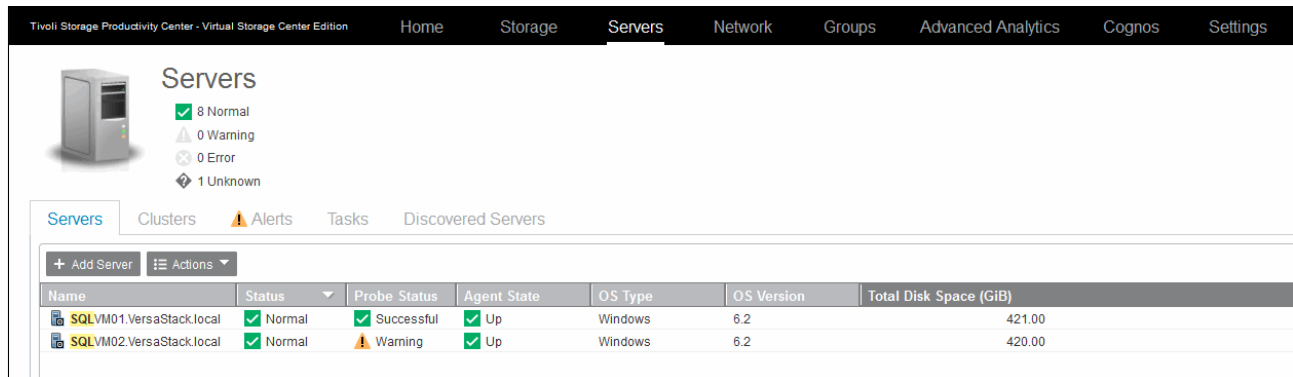 Tivoli Storage Productivity Center - Virtual Storage Center Edition Home Storage Servers Network Groups Advanced Analytics Cognos Settings
Servers
8 Normal
0 Warning
0 Error
1 Unknown
Servers Clusters Alerts Tasks Discovered Servers
+ Add Server Actions
Name Status Probe Status Agent State OS Type OS Version Total Disk Space (GiB)
SQLVM01.VersaStack.local Normal Successful Up Windows 6.2 421.00
SQLVM02.VersaStack.local Normal Warning Up Windows 6.2 420.00